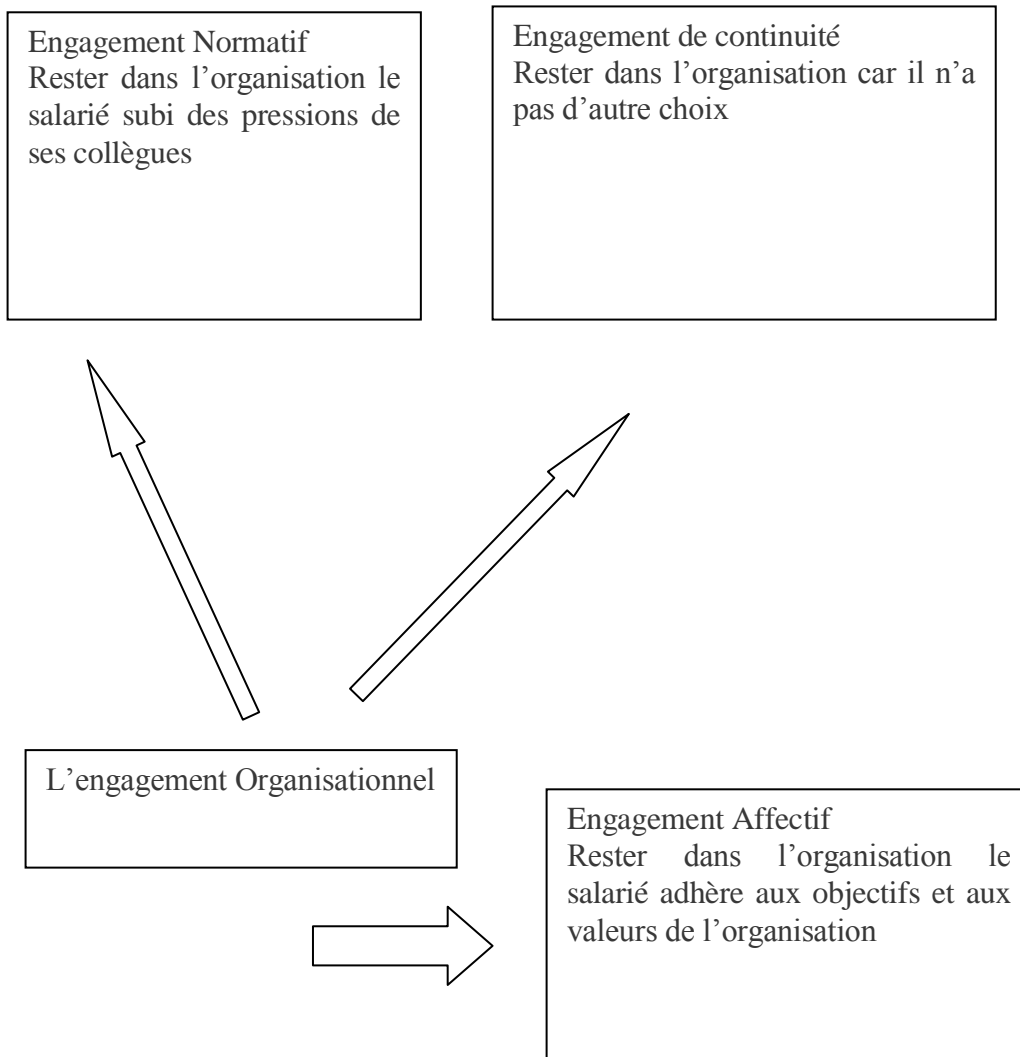 Engagement Normatif
Rester dans l’organisation le
salarié subi des pressions de
ses collègues
Engagement de continuité
Rester dans l’organisation car il n’a
pas d’autre choix
L’engagement Organisationnel
Engagement Affectif
Rester dans l’organisation le
salarié adhère aux objectifs et aux
valeurs de l’organisation